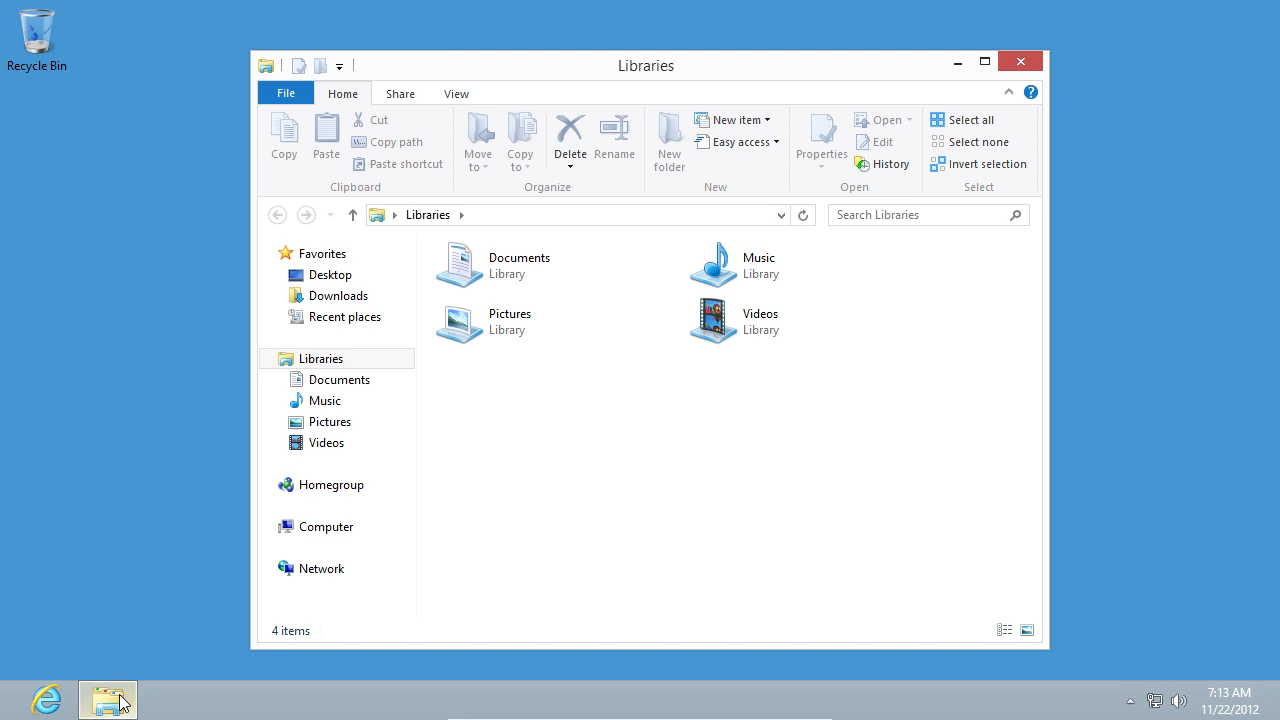 Recycle Bin
Libraries
File Home Share View
Copy
Paste
Cut
Copy path
Paste shortcut
Clipboard
Move to
Copy to
Delete
Rename
Organize
New folder
New item
Easy access
New
Properties
Open
Edit
History
Open
Select all
Select none
Invert selection
Select
Libraries
Search Libraries
Favorites
Desktop
Downloads
Recent places
Libraries
Documents
Music
Pictures
Videos
Homegroup
Computer
Network
Documents
Library
Music
Library
Pictures
Library
Videos
Library
4 items
7:13 AM
11/22/2012